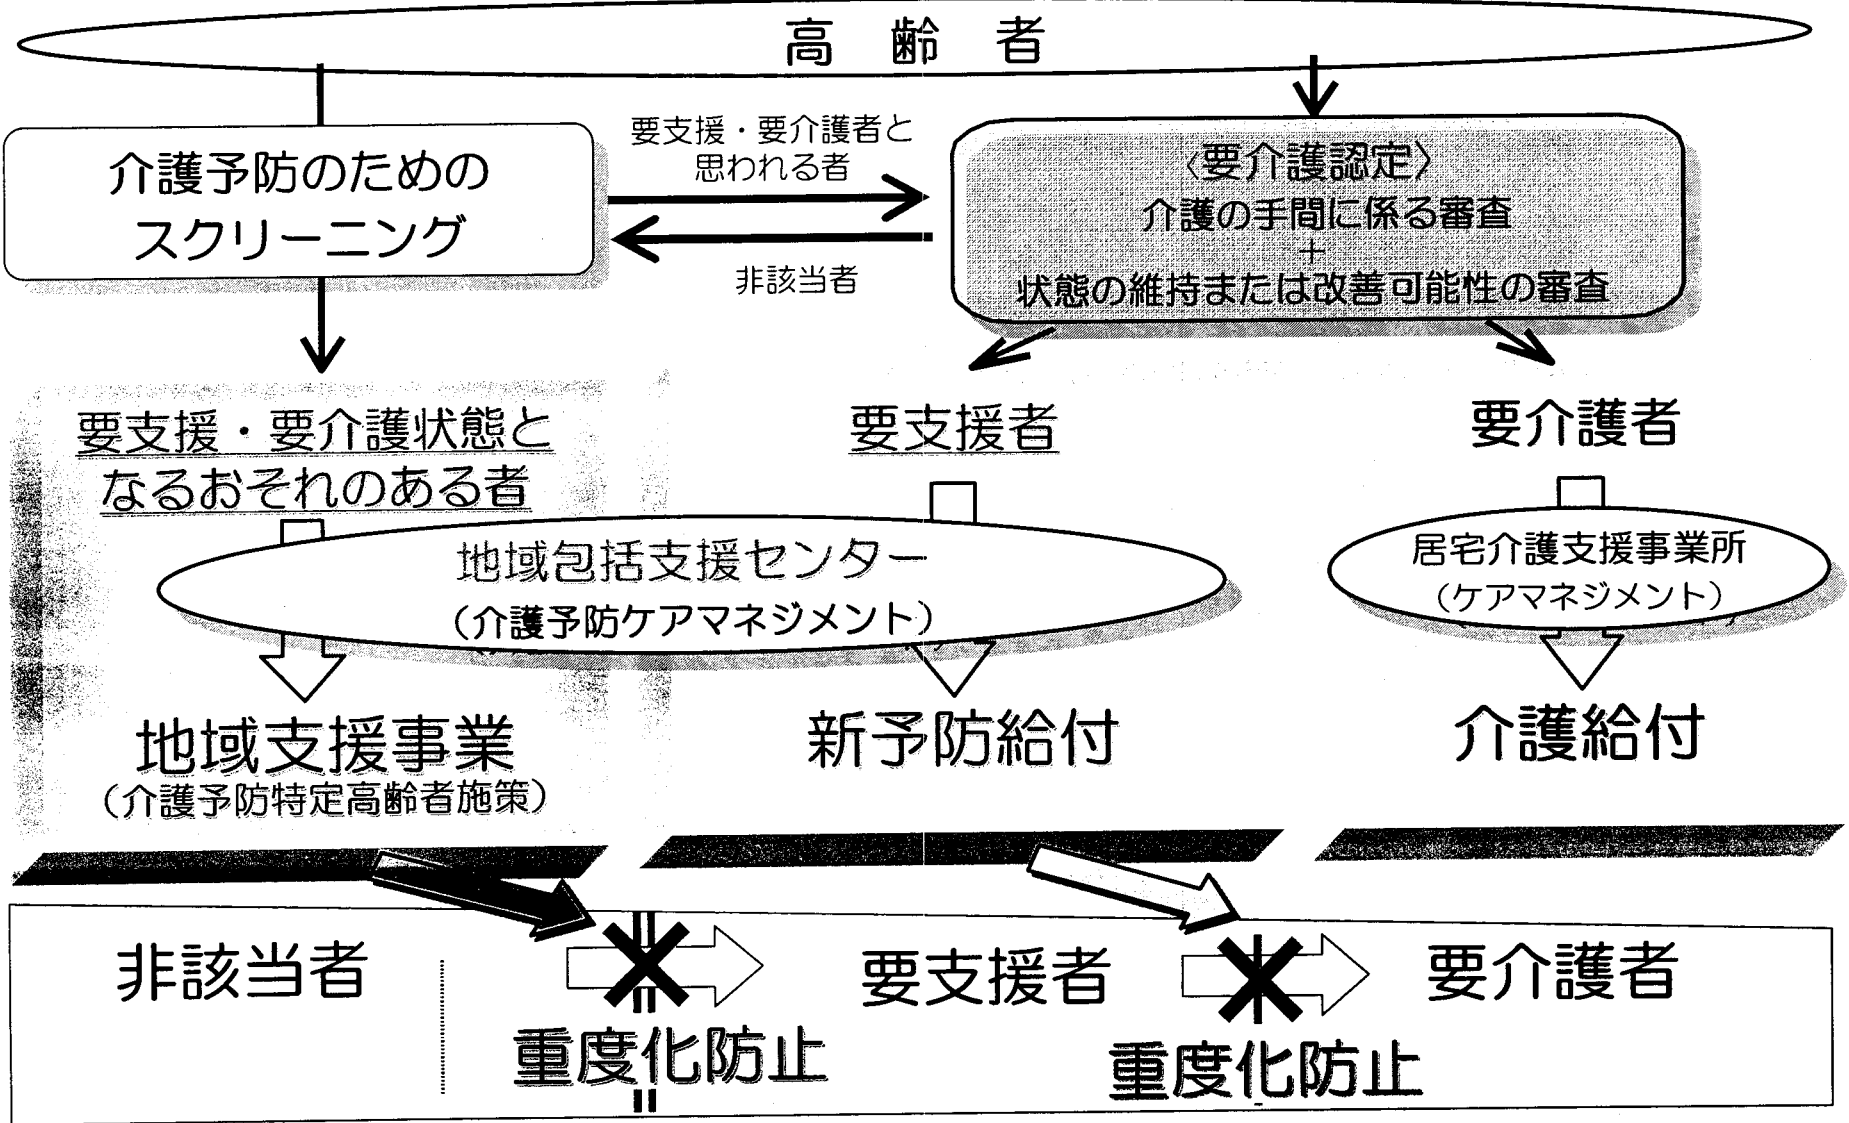 高 齢 者
介護予防のための
スクリーニング
要支援・要介護者と
思われる者
非該当者
〈要介護認定〉
介護の手間に係る審査
+
状態の維持または改善可能性の審査
要支援・要介護状態と
なるおそれのある者
要支援者
要介護者
地域包括支援センター
（介護予防ケアマネジメント）
居宅介護支援事業所
（ケアマネジメント）
地域支援事業
（介護予防特定高齢者施策）
新予防給付
介護給付
非該当者
要支援者
要介護者
重度化防止
重度化防止